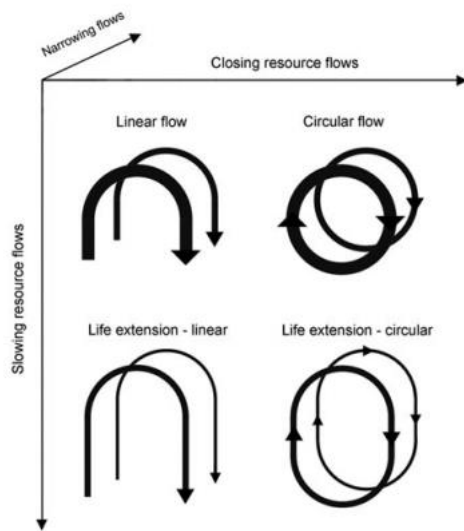 Narrowing flows
Closing resource flows
Linear flow
Circular flow
Slowing resource flows
Life extension - linear
Life extension - circular